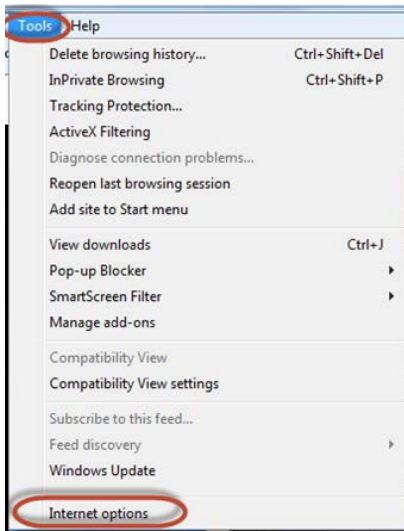 Tools Help
Delete browsing history... Ctrl+Shift+Del
InPrivate Browsing Ctrl+Shift+P
Tracking Protection...
ActiveX Filtering
Diagnose connection problems...
Reopen last browsing session
Add site to Start menu
View downloads Ctrl+J
Pop-up Blocker
SmartScreen Filter
Manage add-ons
Compatibility View
Compatibility View settings
Subscribe to this feed...
Feed discovery
Windows Update
Internet options